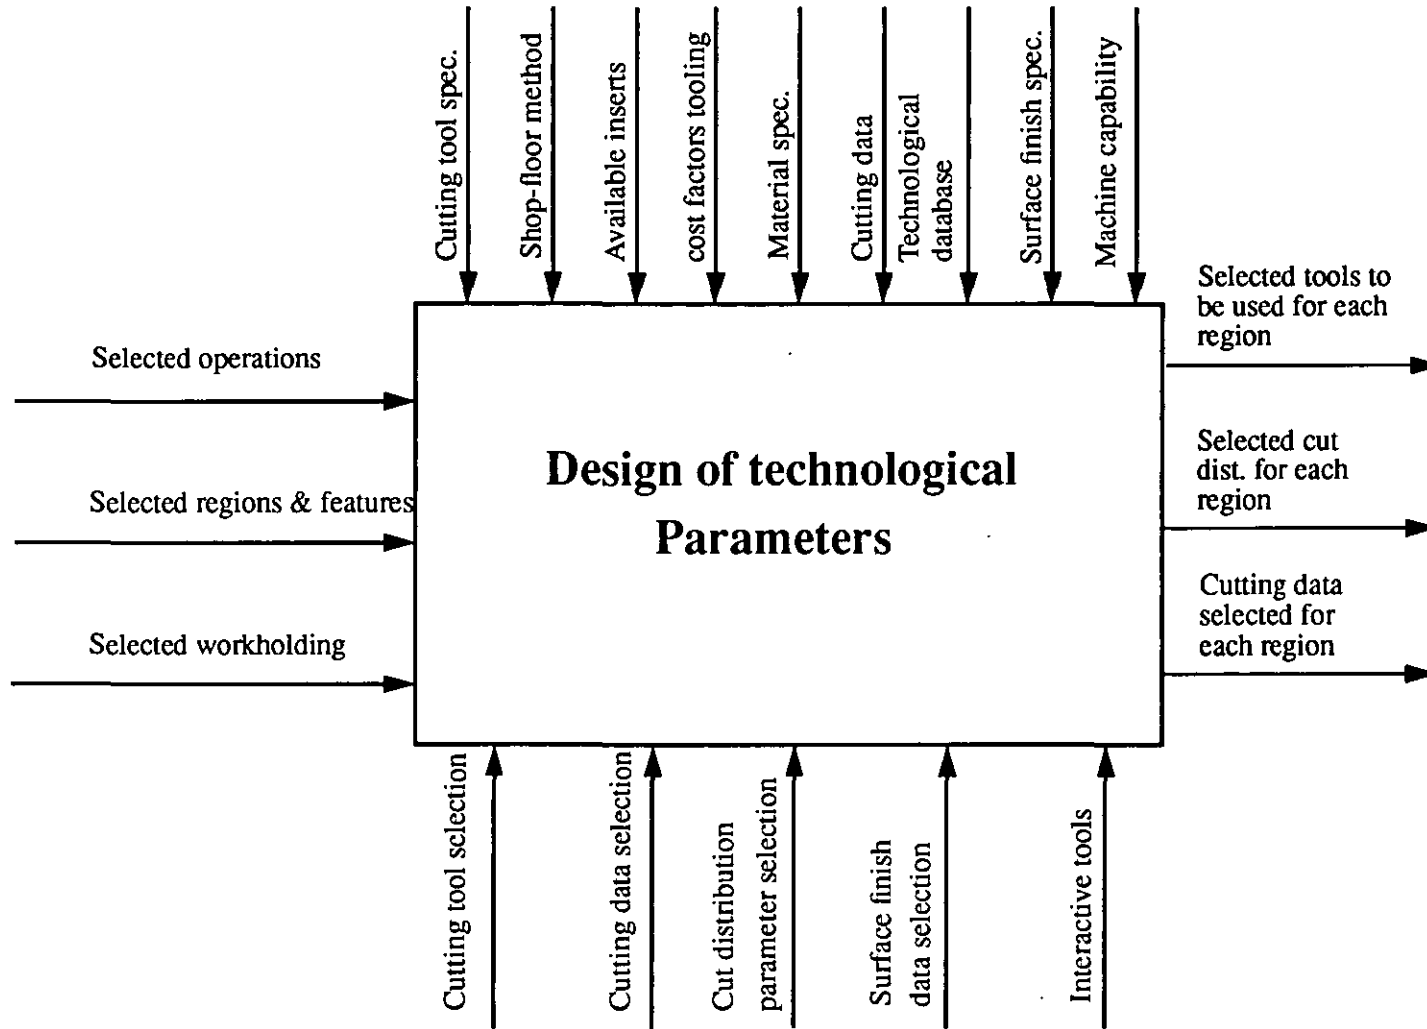 Cutting tool spec.
Shop-floor method
Available inserts
cost factors tooling
Material spec.
Cutting data
Technological
database
Surface finish spec.
Machine capability
Selected operations
Selected regions & features
Selected workholding
Design of technological
Parameters
Selected tools to
be used for each
region
Selected cut
dist. for each
region
Cutting data
selected for
each region
Cutting tool selection
Cutting data selection
Cut distribution
parameter selection
Surface finish
data selection
Interactive tools